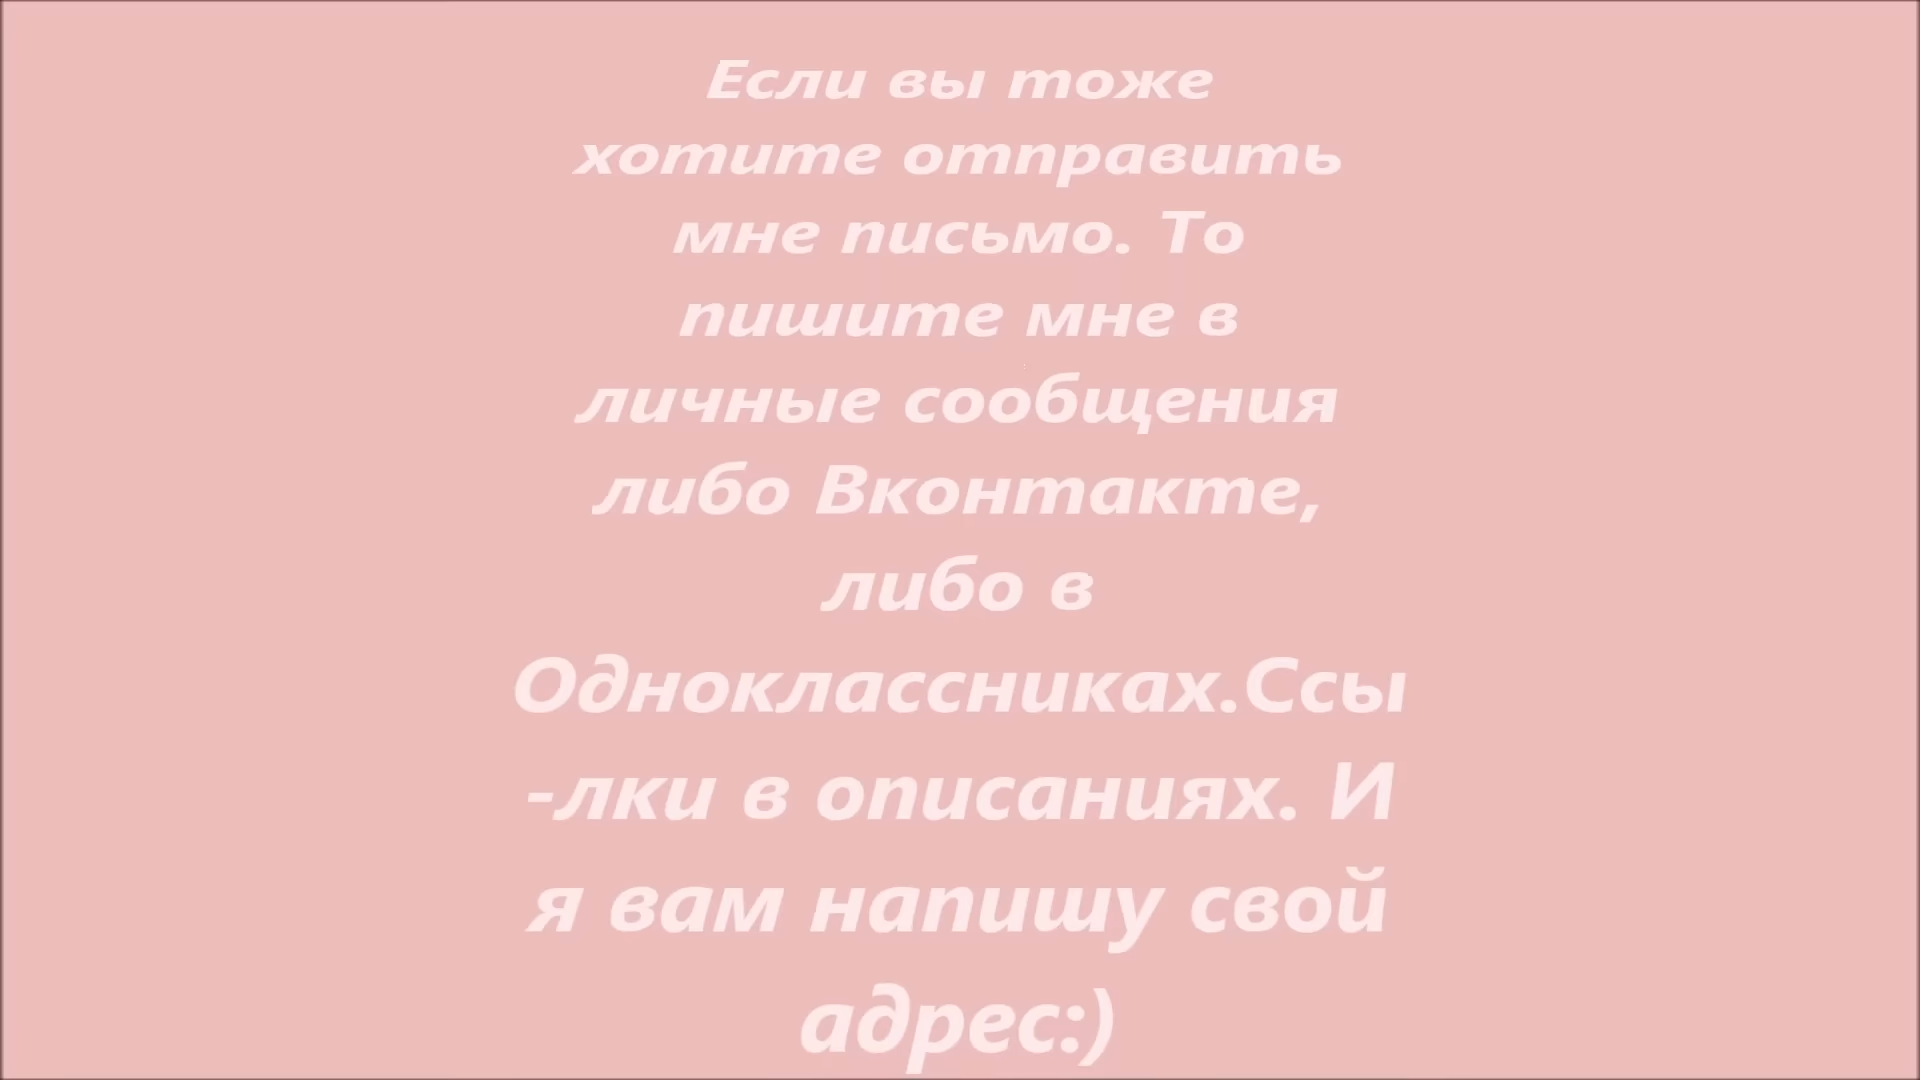 Если вы тоже
хотите отправить
мне письмо. То
пишите мне в
личные сообщения
либо Вконтакте,
либо в
Одноклассниках.Ссы
-лки в описаниях. И
я вам напишу свой
адрес:)